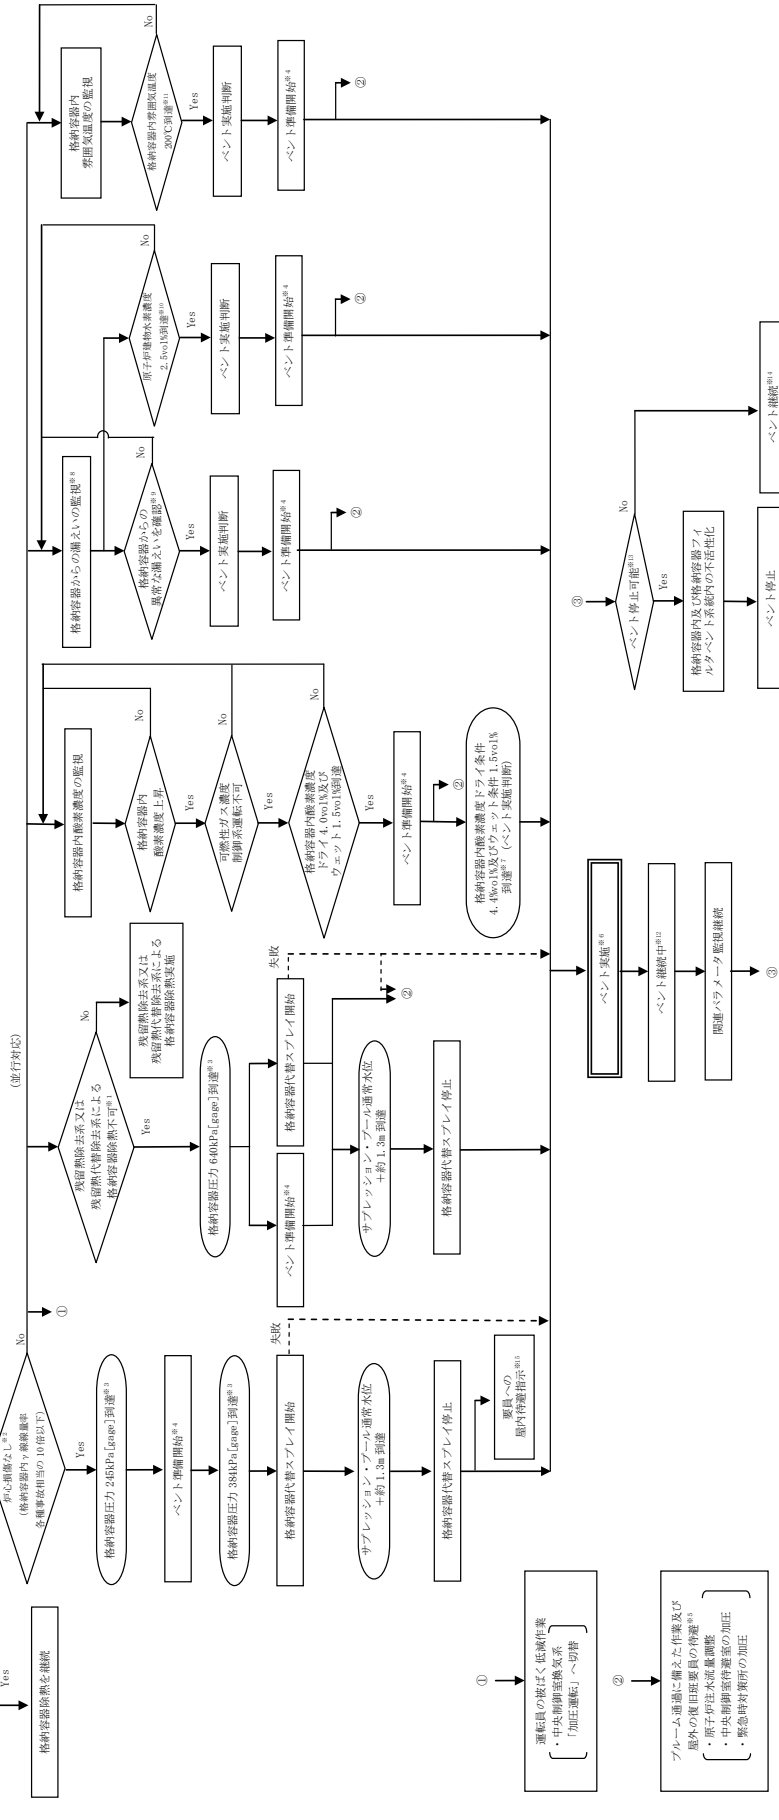 Yes
格納容器除熱を継続
炉心損傷なし※2
(格納容器内γ線線量率
各種事故相当の10倍以下)
No
①
Yes
格納容器圧力 245kPa[gage]到達※3
ベント準備開始※4
格納容器圧力 384kPa[gage]到達※3
格納容器代替スプレイ開始
失敗
サプレッション・プール通常水位
+約 1.3m 到達
格納容器代替スプレイ停止
要員への
屋内待避指示※15
(並行対応)
残留熱除去系又は
残留熱代替除去系による
格納容器除熱不可※1
No
残留熱除去系又は
残留熱代替除去系による
格納容器除熱実施
Yes
格納容器圧力 640kPa[gage]到達※3
ベント準備開始※4
格納容器代替スプレイ開始
失敗
②
サプレッション・プール通常水位
+約 1.3m 到達
格納容器代替スプレイ停止
格納容器内酸素濃度の監視
格納容器内
酸素濃度上昇
No
Yes
可燃性ガス濃度
制御系運転不可
No
Yes
格納容器内酸素濃度
ドライ 4.0vol%及び
ウェット 1.5vol%到達
No
Yes
ベント準備開始※4
②
格納容器内酸素濃度ドライ条件
4.4%vol%及びウェット条件 1.5vol%
到達※7 (ベント実施判断)
格納容器からの漏えいの監視※8
格納容器からの
異常な漏えいを確認※9
No
Yes
ベント実施判断
ベント準備開始※4
②
原子炉建物水素濃度
2.5vol%到達※10
No
Yes
ベント実施判断
ベント準備開始※4
②
格納容器内
雰囲気温度の監視
格納容器内雰囲気温度
200℃到達※11
No
Yes
ベント実施判断
ベント準備開始※4
②
ベント実施※6
ベント継続中※12
関連パラメータ監視継続
③
③
ベント停止可能※13
No
Yes
格納容器内及び格納容器フィ
ルタベント系統内の不活性化
ベント停止
ベント継続※14
①
運転員の被ばく低減作業
・中央制御室換気系
「加圧運転」へ切替
②
プルーム通過に備えた作業及び
屋外の復旧班要員の待避※5
・原子炉注水流量調整
・中央制御室待避室の加圧
・緊急時対策所の加圧